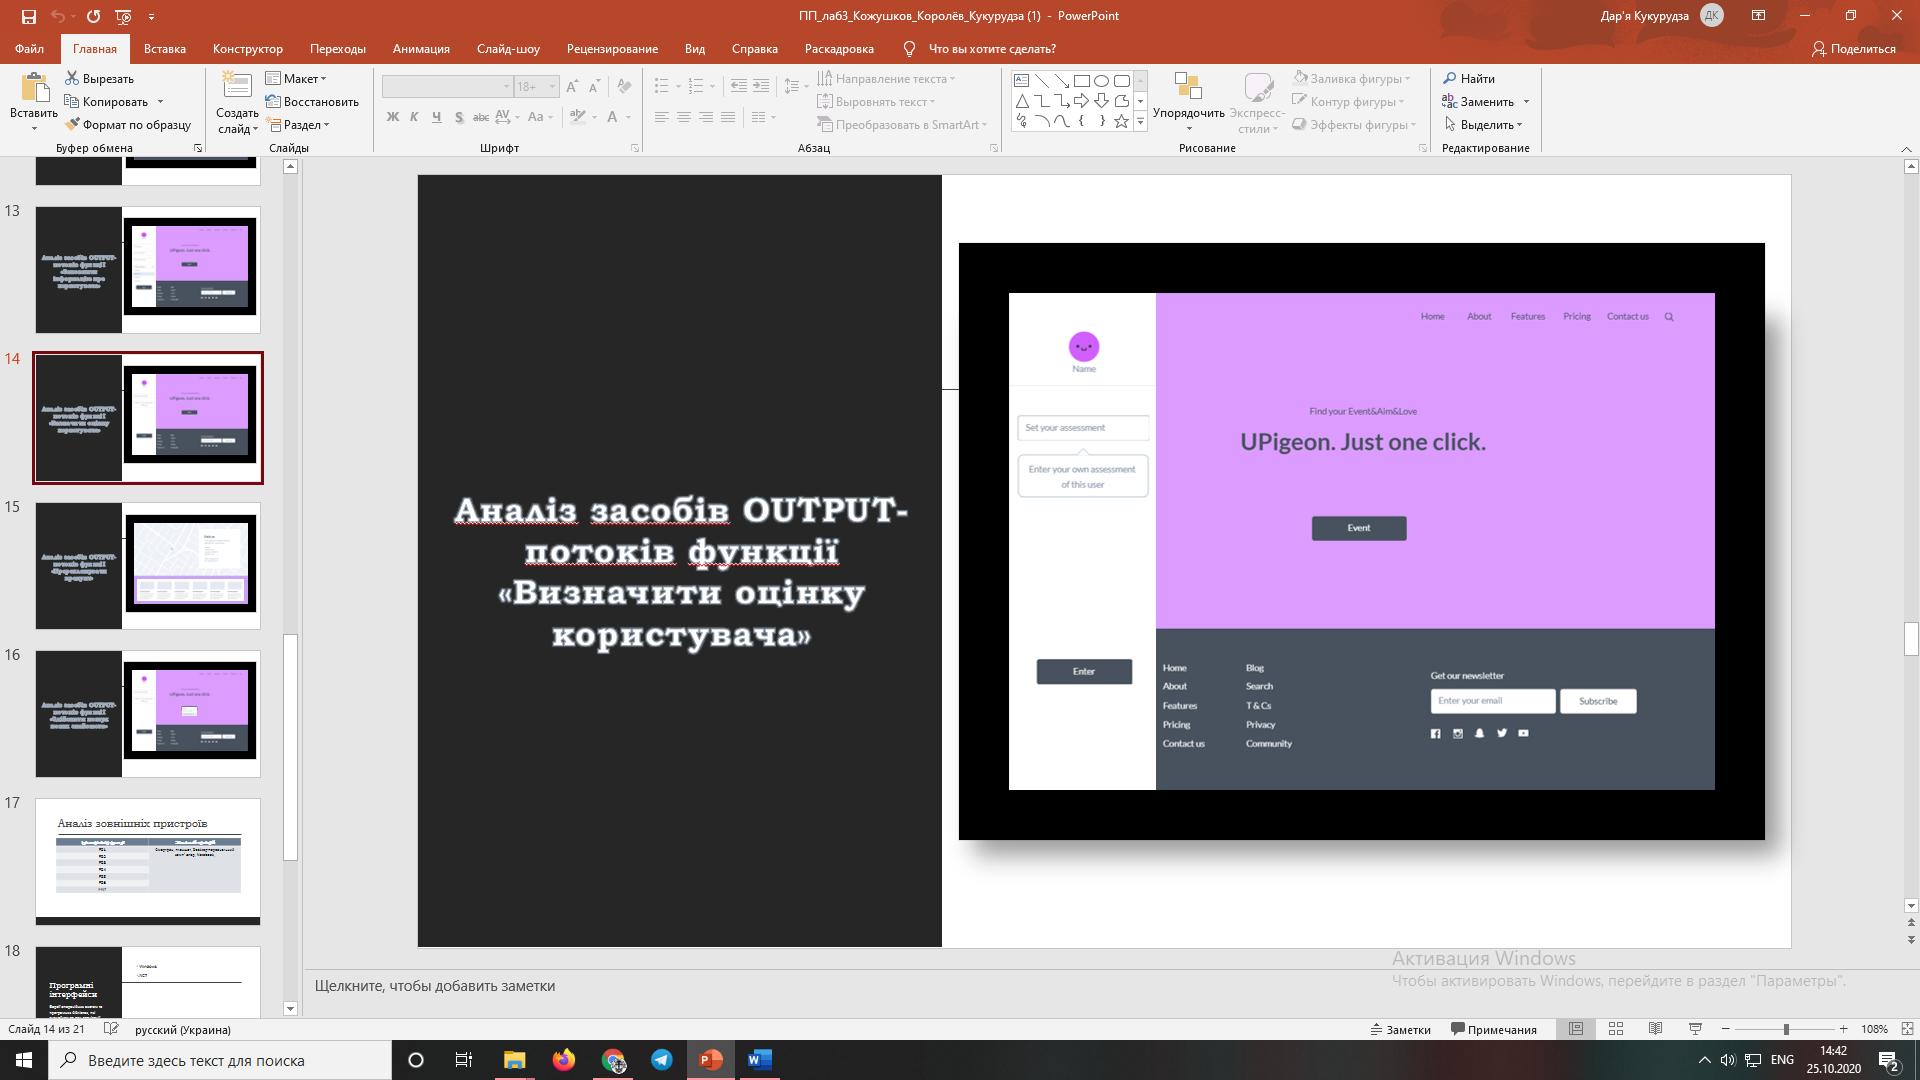 ПП_лаб3_Кожушков_Королёв_Кукурудза (1) - PowerPoint
Дар'я Кукурудза
ДК
Файл
Главная
Вставка
Конструктор
Переходы
Анимация
Слайд-шоу
Рецензирование
Вид
Справка
Раскадровка
Что вы хотите сделать?
Поделиться
Вставить
Вырезать
Копировать
Формат по образцу
Буфер обмена
Создать слайд
Макет
Восстановить
Раздел
Слайды
18+
Ж К Ч S abc AV Aa
Шрифт
Направление текста
Выровнять текст
Преобразовать в SmartArt
Абзац
Упорядочить
Экспресс-стили
Заливка фигуры
Контур фигуры
Эффекты фигуры
Рисование
Найти
Заменить
Выделить
Редактирование
13
14
15
16
17
Аналіз зовнішніх пристроїв
18
Програмні
інтерфейси
Windows
.NET
Аналіз засобів OUTPUT-
потоків функції
«Визначити оцінку
користувача»
Name
Set your assessment
Enter your own assessment
of this user
Enter
Home About Features Pricing Contact us
Find your Event&Aim&Love
UPigeon. Just one click.
Event
Home
About
Features
Pricing
Contact us
Blog
Search
T & Cs
Privacy
Community
Get our newsletter
Enter your email
Subscribe
Щелкните, чтобы добавить заметки
Активация Windows
Чтобы активировать Windows, перейдите в раздел "Параметры".
Слайд 14 из 21
русский (Украина)
Заметки
Примечания
108%
Введите здесь текст для поиска
ENG
14:42
25.10.2020
2